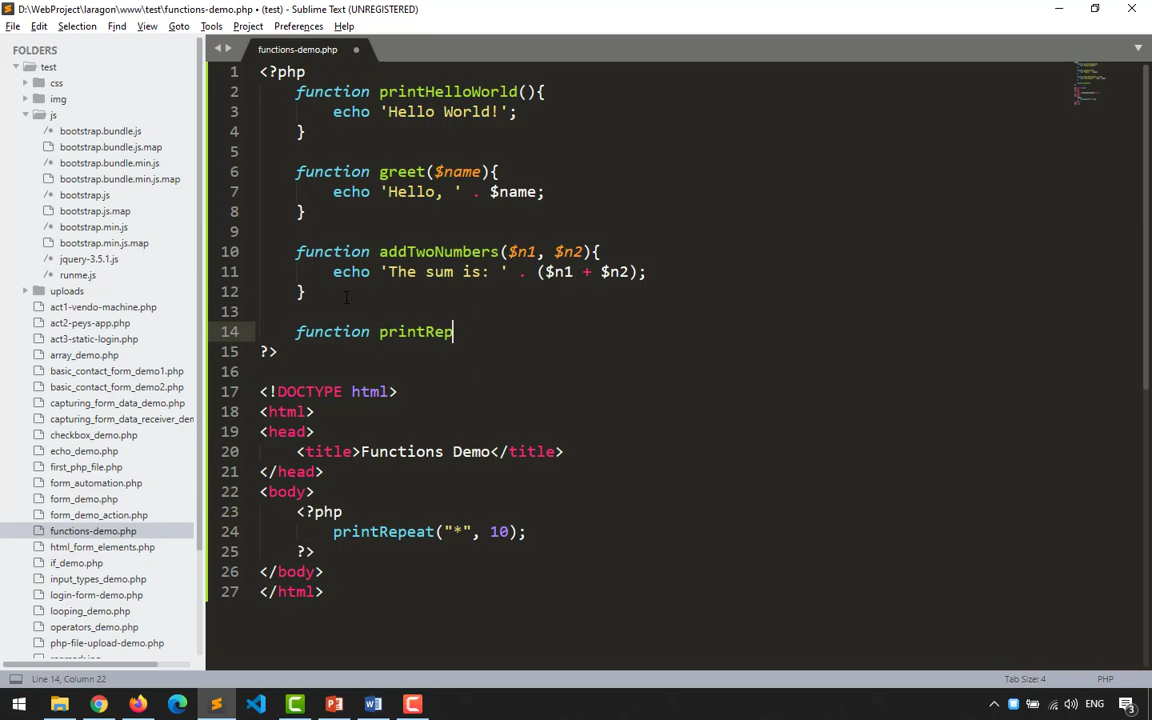 D:\WebProject\laragon\www\test\functions-demo.php • (test) - Sublime Text (UNREGISTERED)
File Edit Selection Find View Goto Tools Project Preferences Help
FOLDERS
test
css
img
js
bootstrap.bundle.js
bootstrap.bundle.js.map
bootstrap.bundle.min.js
bootstrap.bundle.min.js.map
bootstrap.js
bootstrap.js.map
bootstrap.min.js
bootstrap.min.js.map
jquery-3.5.1.js
runme.js
uploads
act1-vendo-machine.php
act2-peys-app.php
act3-static-login.php
array_demo.php
basic_contact_form_demo1.php
basic_contact_form_demo2.php
capturing_form_data_demo.php
capturing_form_data_receiver_den
checkbox_demo.php
echo_demo.php
first_php_file.php
form_automation.php
form_demo.php
form_demo_action.php
functions-demo.php
html_form_elements.php
if_demo.php
input_types_demo.php
login-form-demo.php
looping_demo.php
operators_demo.php
php-file-upload-demo.php
functions-demo.php
1 <?php
2 function printHelloWorld(){
3 echo 'Hello World!';
4 }
5
6 function greet($name){
7 echo 'Hello, ' . $name;
8 }
9
10 function addTwoNumbers($n1, $n2){
11 echo 'The sum is: ' . ($n1 + $n2);
12 }
13
14 function printRep
15 ?>
16
17 <!DOCTYPE html>
18 <html>
19 <head>
20 <title>Functions Demo</title>
21 </head>
22 <body>
23 <?php
24 printRepeat("*", 10);
25 ?>
26 </body>
27 </html>
Line 14, Column 22
Tab Size: 4
PHP
ENG
3